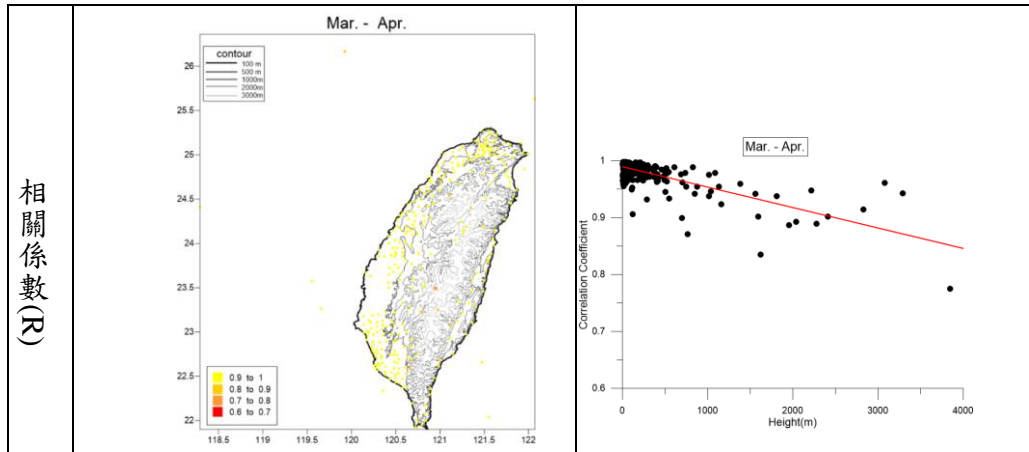 相關係數(R)
Mar. - Apr.
contour
100 m
500 m
1000m
2000m
3000m
26
25.5
25
24.5
24
23.5
23
22.5
22
0.9 to 1
0.8 to 0.9
0.7 to 0.8
0.6 to 0.7
118.5 119 119.5 120 120.5 121 121.5 122
Mar. - Apr.
Correlation Coefficient
1
0.9
0.8
0.7
0.6
0 1000 2000 3000 4000
Height(m)